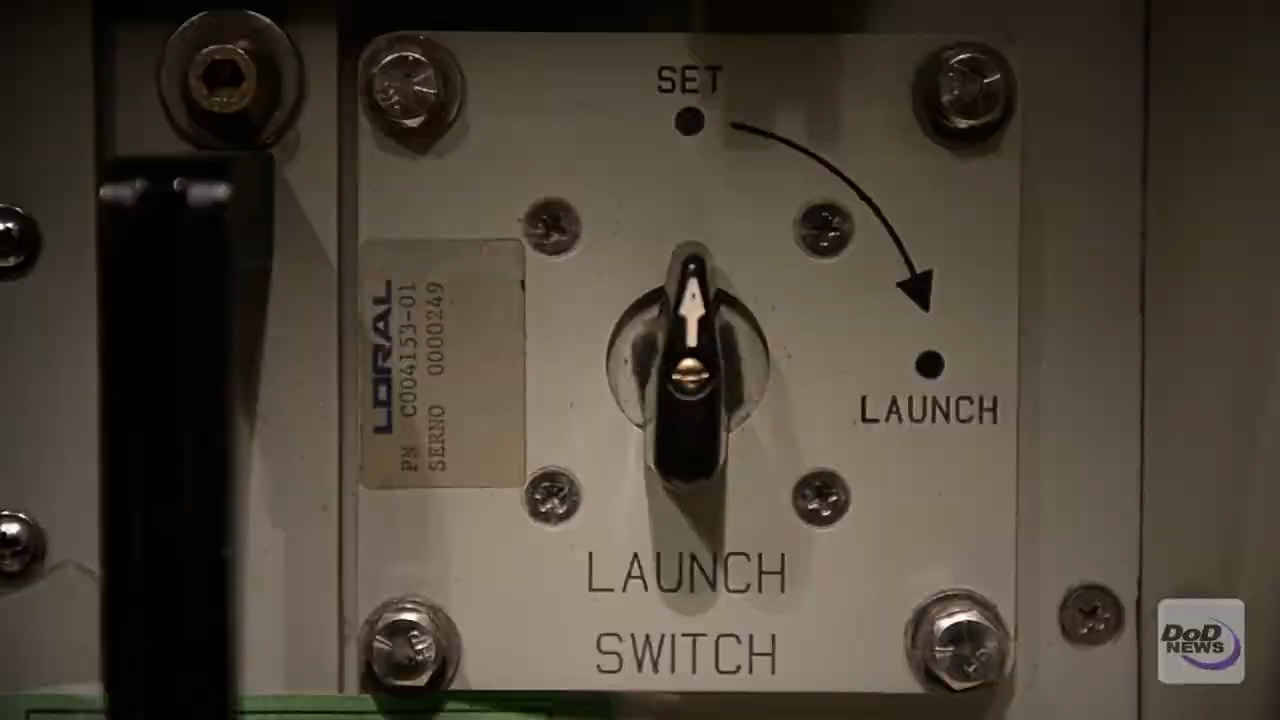 SET
LAUNCH
LORAL
PN C004153-01
SERNO 0000249
LAUNCH
SWITCH
DoD
NEWS